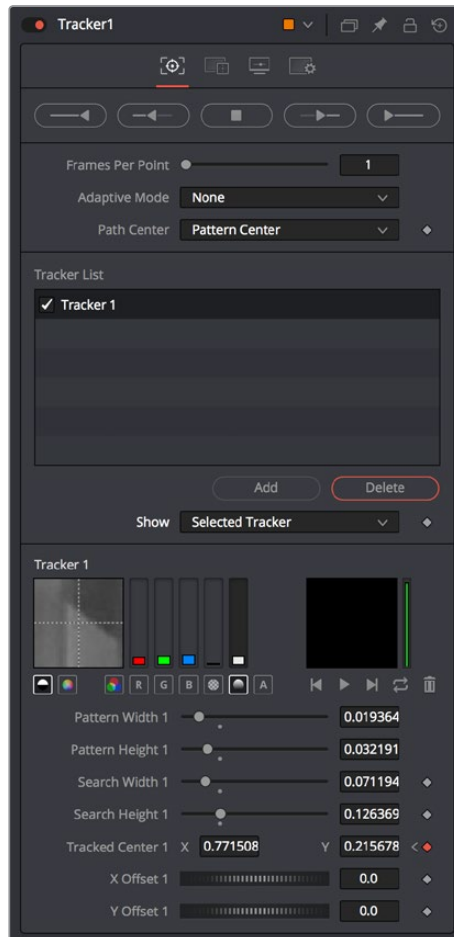 Tracker1
Frames Per Point 1
Adaptive Mode None
Path Center Pattern Center
Tracker List
Tracker 1
Add Delete
Show Selected Tracker
Tracker 1
R G B A
Pattern Width 1 0.019364
Pattern Height 1 0.032191
Search Width 1 0.071194
Search Height 1 0.126369
Tracked Center 1 X 0.771508 Y 0.215678 <
X Offset 1 0.0
Y Offset 1 0.0